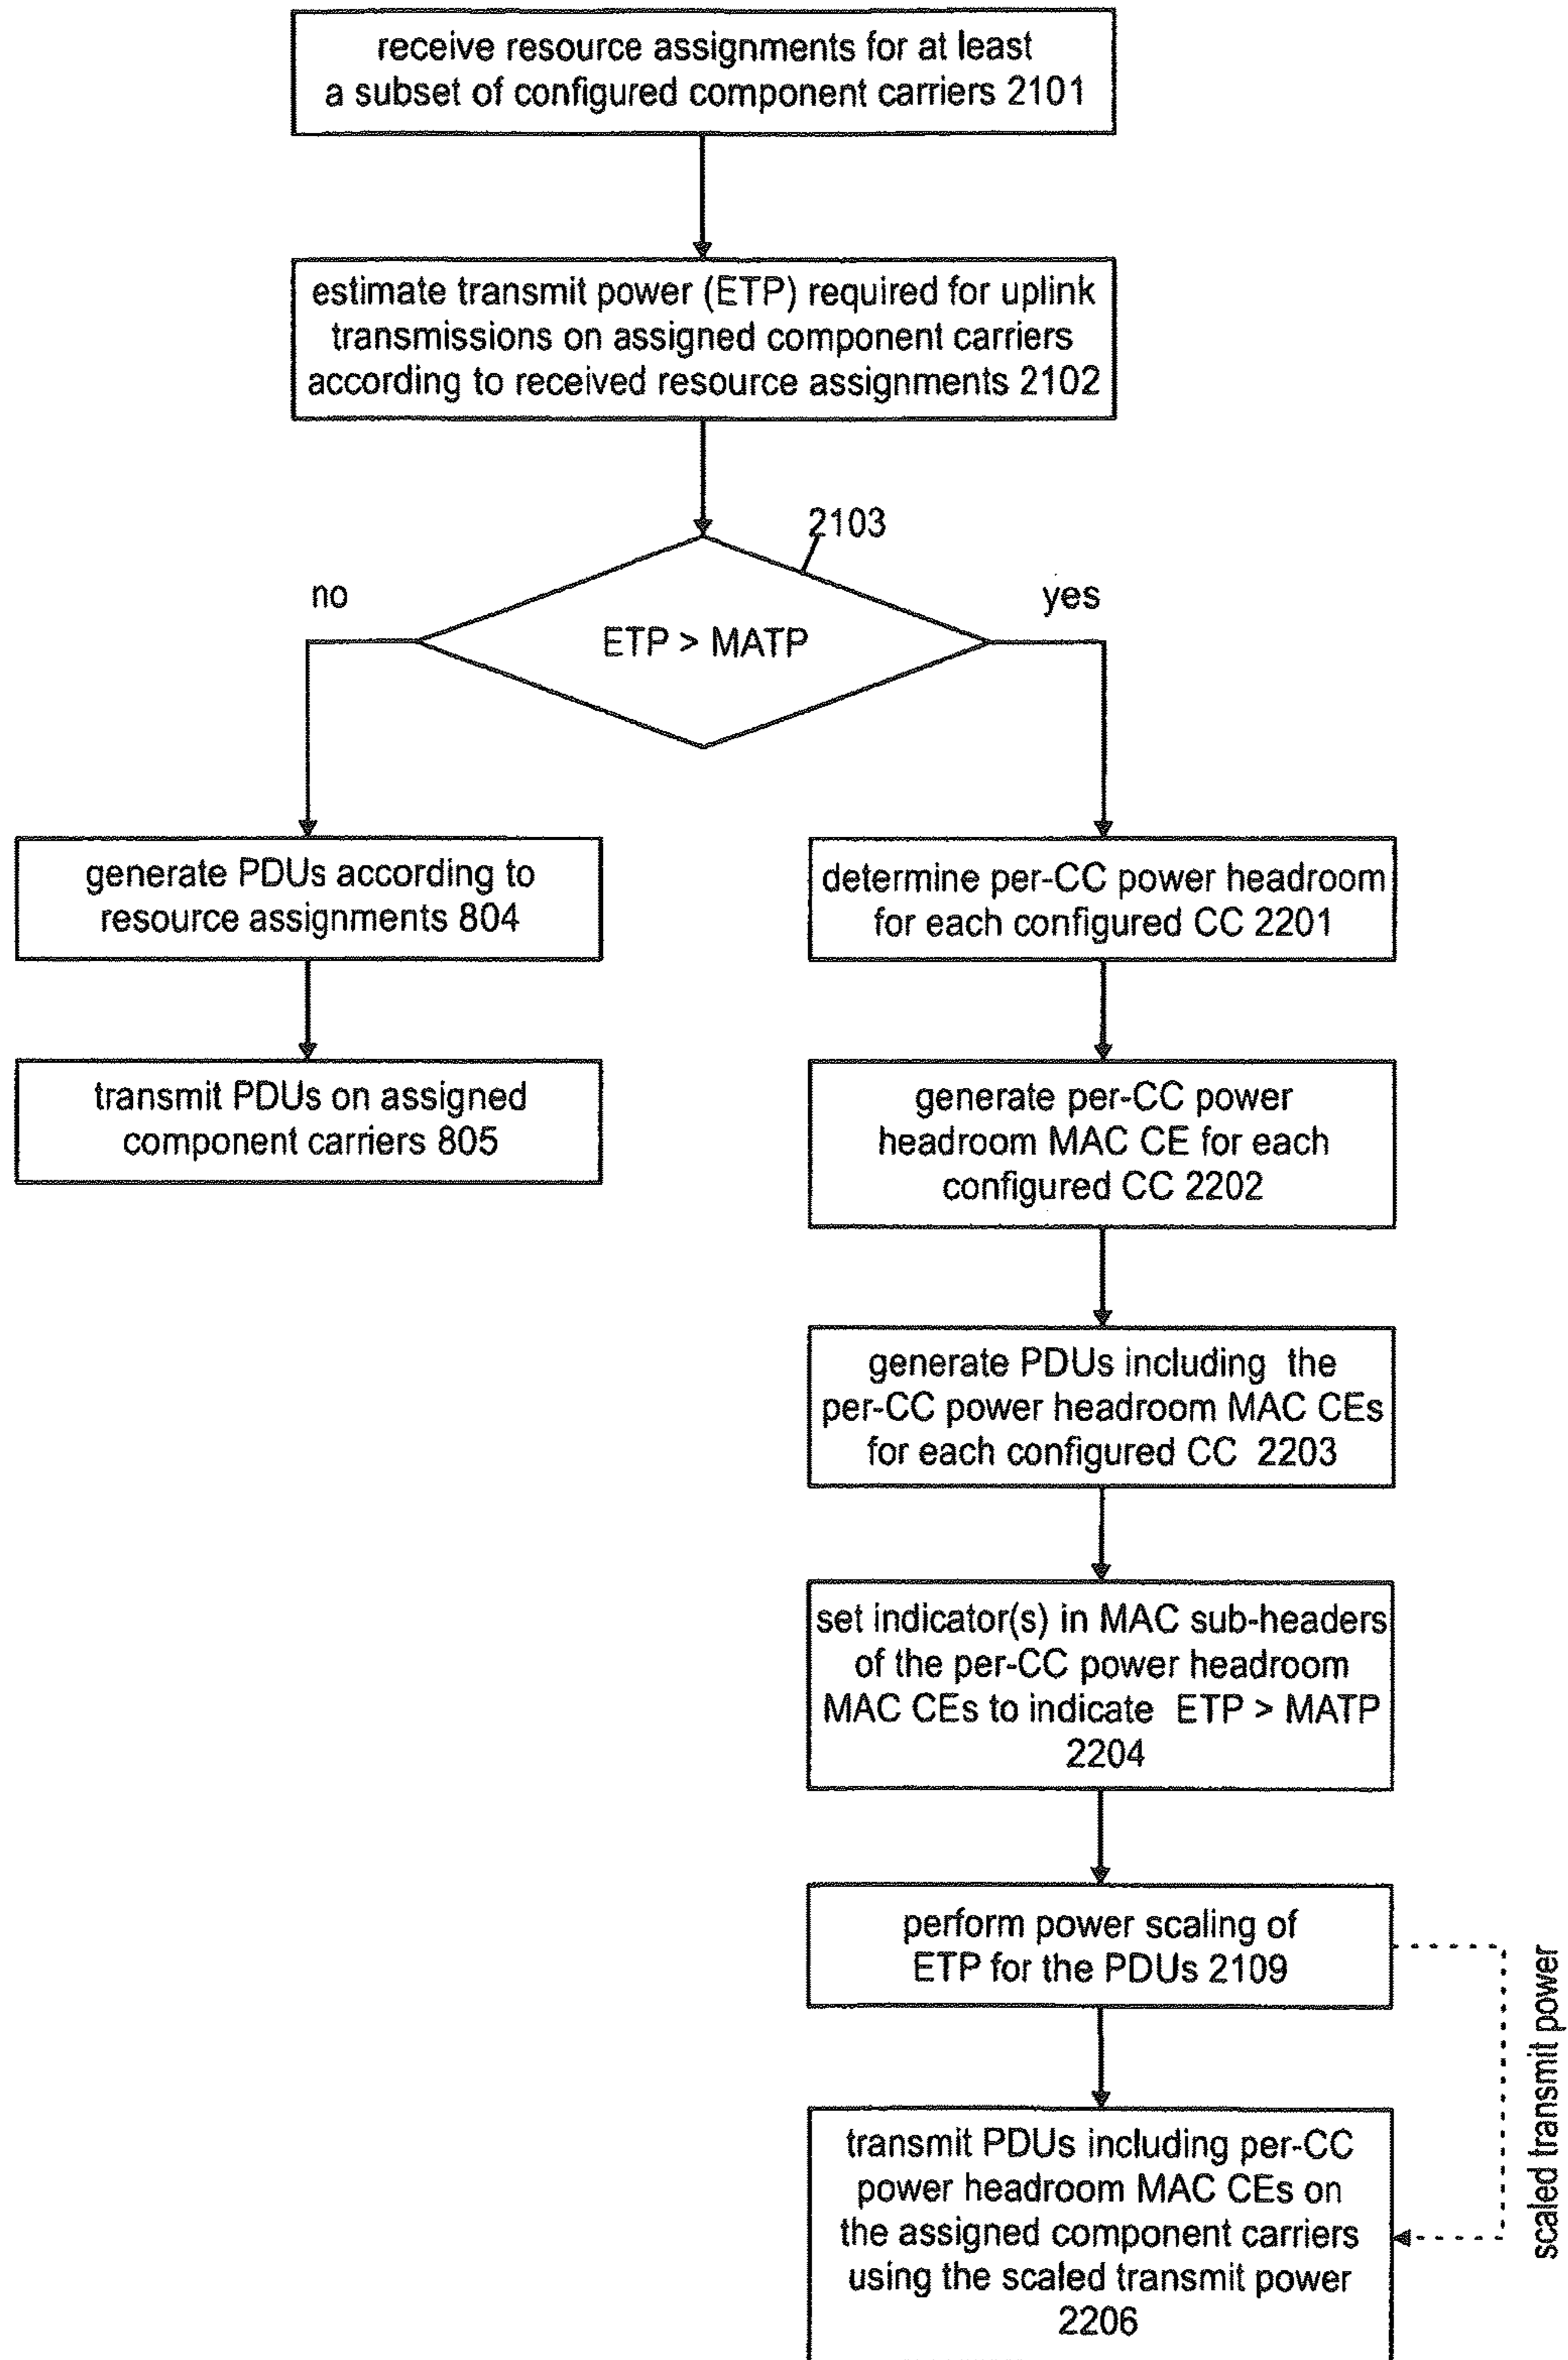 receive resource assignments for at least
a subset of configured component carriers 2101
estimate transmit power (ETP) required for uplink
transmissions on assigned component carriers
according to received resource assignments 2102
2103
no
yes
ETP > MATP
generate PDUs according to
resource assignments 804
transmit PDUs on assigned
component carriers 805
determine per-CC power headroom
for each configured CC 2201
generate per-CC power
headroom MAC CE for each
configured CC 2202
generate PDUs including the
per-CC power headroom MAC CEs
for each configured CC 2203
set indicator(s) in MAC sub-headers
of the per-CC power headroom
MAC CEs to indicate ETP > MATP
2204
perform power scaling of
ETP for the PDUs 2109
scaled transmit power
transmit PDUs including per-CC
power headroom MAC CEs on
the assigned component carriers
using the scaled transmit power
2206